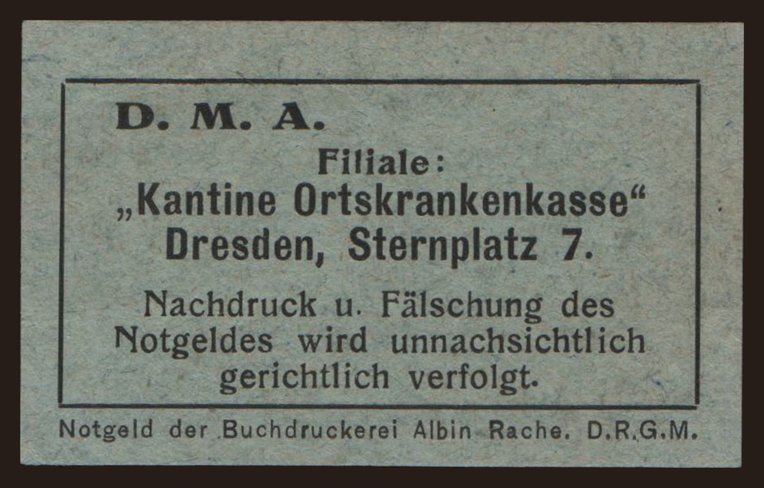 D. M. A.
Filiale:
„Kantine Ortskrankenkasse“
Dresden, Sternplatz 7.
Nachdruck u. Fälschung des
Notgeldes wird unnachsichtlich
gerichtlich verfolgt.
Notgeld der Buchdruckerei Albin Rache. D.R.G.M.